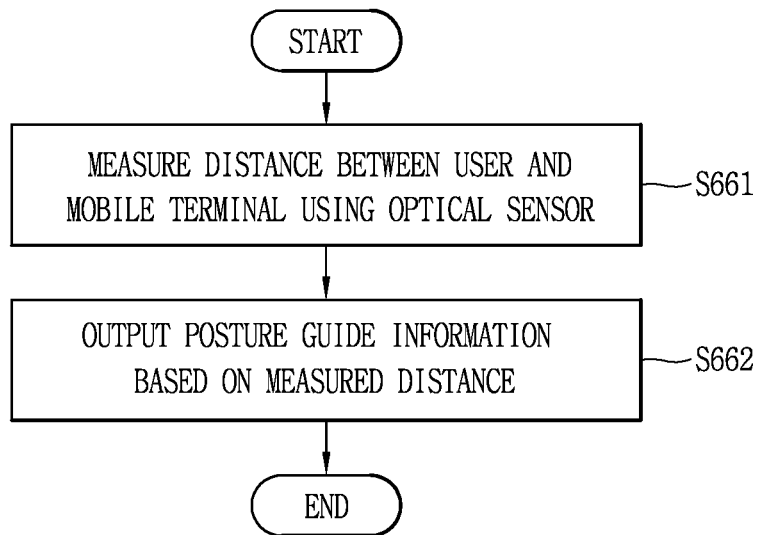 START
MEASURE DISTANCE BETWEEN USER AND
MOBILE TERMINAL USING OPTICAL SENSOR
S661
OUTPUT POSTURE GUIDE INFORMATION
BASED ON MEASURED DISTANCE
S662
END